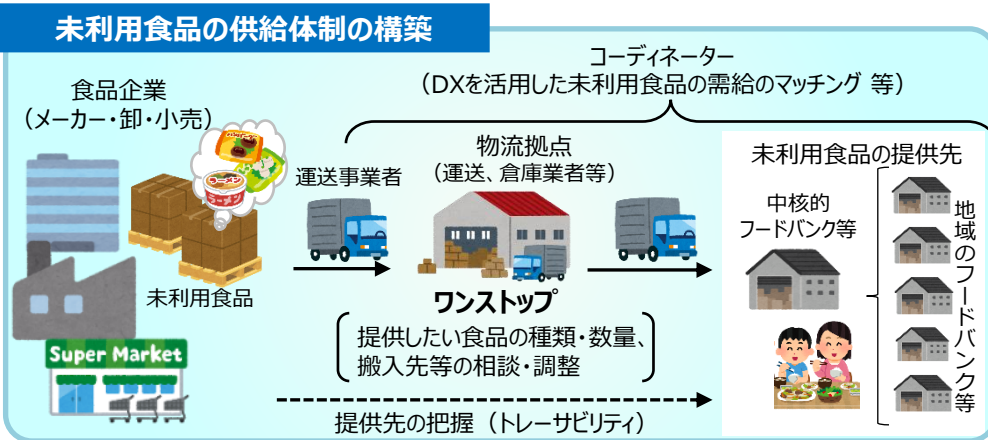 未利用食品の供給体制の構築
コーディネーター
（DXを活用した未利用食品の需給のマッチング 等）
食品企業
（メーカー・卸・小売）
ラーメン
未利用食品
Super Market
運送事業者
物流拠点
（運送、倉庫業者等）
ワンストップ
提供したい食品の種類・数量、
搬入先等の相談・調整
提供先の把握（トレーサビリティ）
未利用食品の提供先
中核的
フードバンク等
地域のフードバンク等